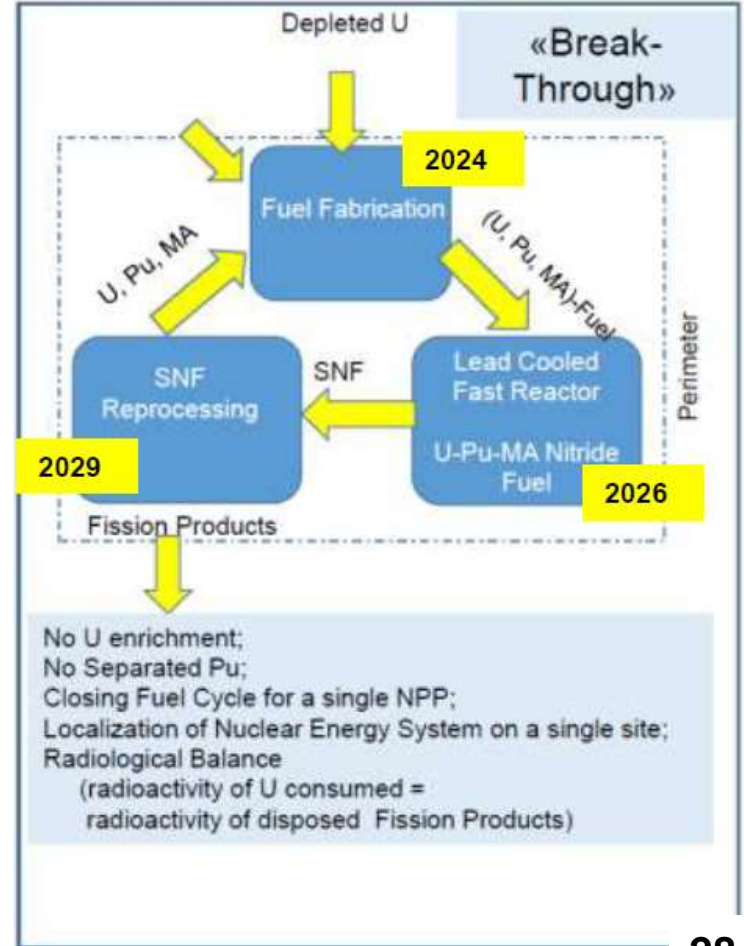 Depleted U
«Break-
Through»
2024
Fuel Fabrication
U, Pu, MA
(U, Pu, MA)-Fuel
Perimeter
SNF
Reprocessing
SNF
Lead Cooled
Fast Reactor
U-Pu-MA Nitride
Fuel
2029
2026
Fission Products
No U enrichment;
No Separated Pu;
Closing Fuel Cycle for a single NPP;
Localization of Nuclear Energy System on a single site;
Radiological Balance
(radioactivity of U consumed =
radioactivity of disposed Fission Products)